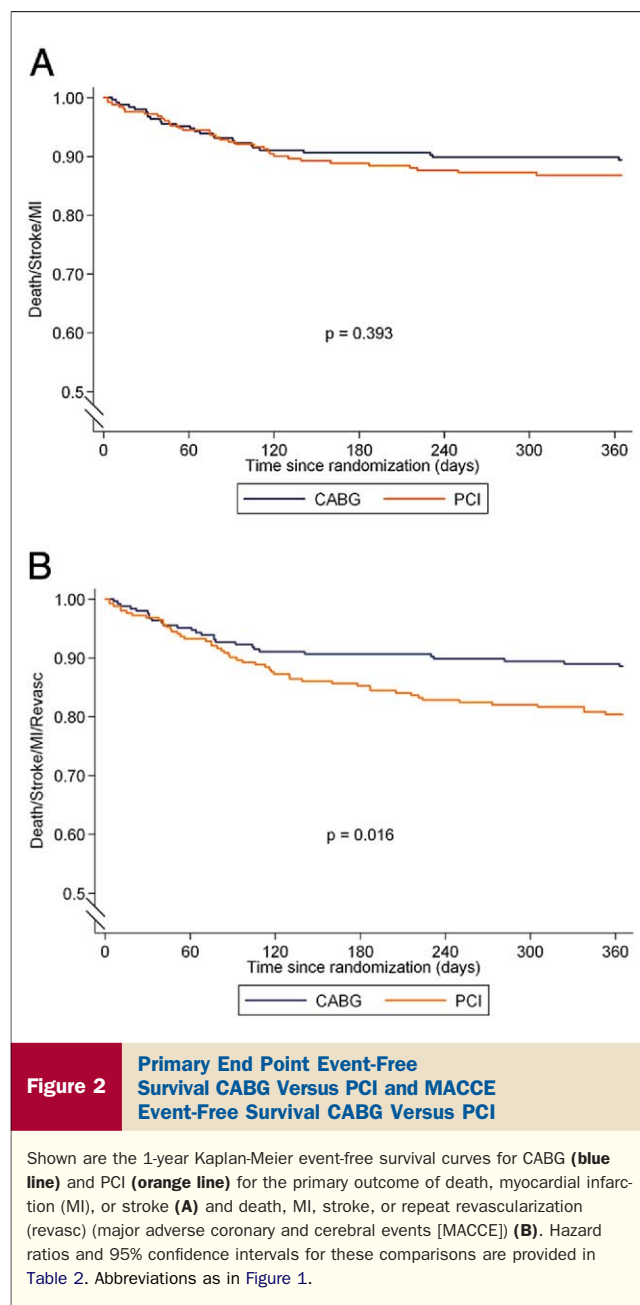 A
1.00
0.90
0.80
0.70
0.60
0.5
Death/Stroke/MI
p = 0.393
0 60 120 180 240 300 360
Time since randomization (days)
CABG PCI
B
1.00
0.90
0.80
0.70
0.60
0.5
Death/Stroke/MI/Revasc
p = 0.016
0 60 120 180 240 300 360
Time since randomization (days)
CABG PCI
Figure 2
Primary End Point Event-Free
Survival CABG Versus PCI and MACCE
Event-Free Survival CABG Versus PCI
Shown are the 1-year Kaplan-Meier event-free survival curves for CABG (blue
line) and PCI (orange line) for the primary outcome of death, myocardial infarc-
tion (MI), or stroke (A) and death, MI, stroke, or repeat revascularization
(revasc) (major adverse coronary and cerebral events [MACCE]) (B). Hazard
ratios and 95% confidence intervals for these comparisons are provided in
Table 2. Abbreviations as in Figure 1.